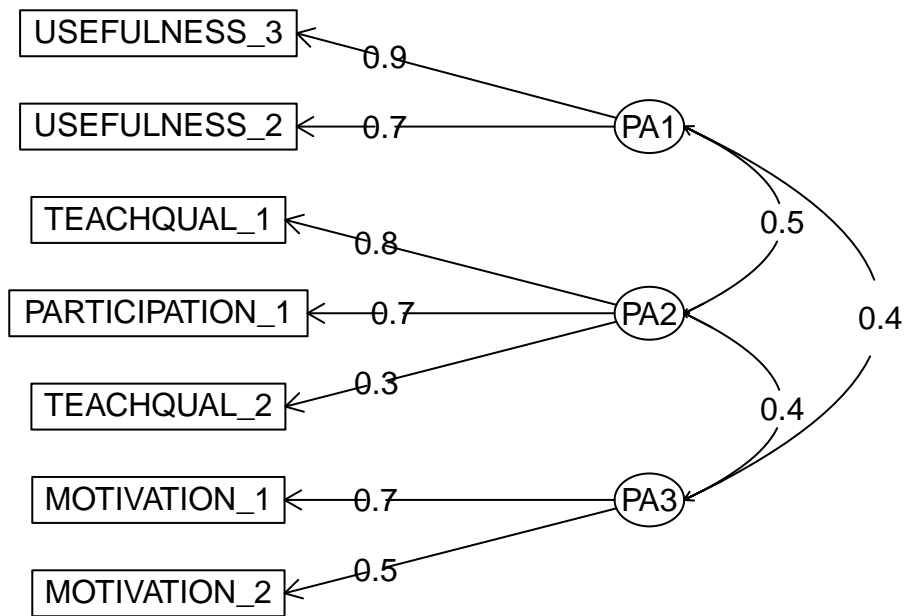 USEFULNESS_3
0.9
USEFULNESS_2
0.7
PA1
TEACHQUAL_1
0.8
0.5
PARTICIPATION_1
0.7
PA2
0.4
TEACHQUAL_2
0.3
0.4
MOTIVATION_1
0.7
PA3
MOTIVATION_2
0.5